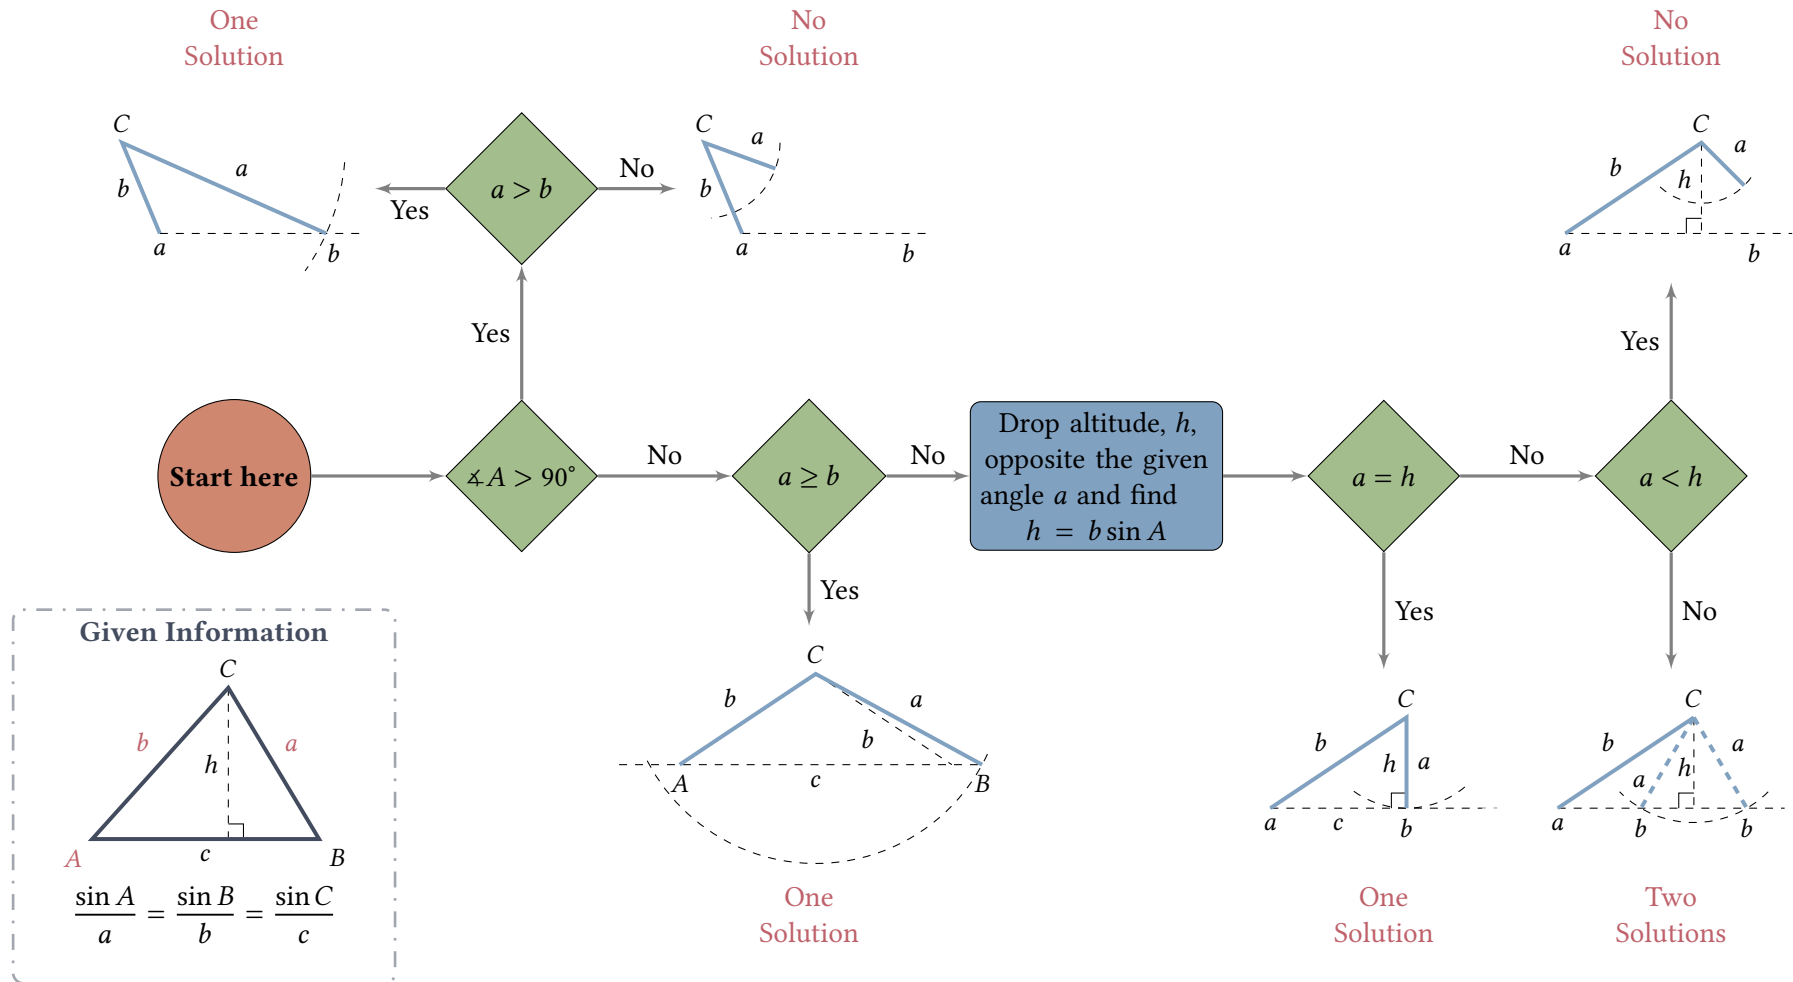 One
Solution
No
Solution
No
Solution
C
a
b
a
b
a > b
Yes
No
C
a
b
a
b
C
a
b
h
a
b
Yes
Yes
Start here
∡A > 90°
No
a ≥ b
No
Drop altitude, h,
opposite the given
angle a and find
h = b sin A
a = h
No
a < h
Yes
Yes
No
Given Information
C
b
a
h
A
c
B
sin A / a = sin B / b = sin C / c
C
b
a
b
A
c
B
One
Solution
C
b
h
a
a
c
b
One
Solution
C
b
a
a
h
a
b
b
Two
Solutions